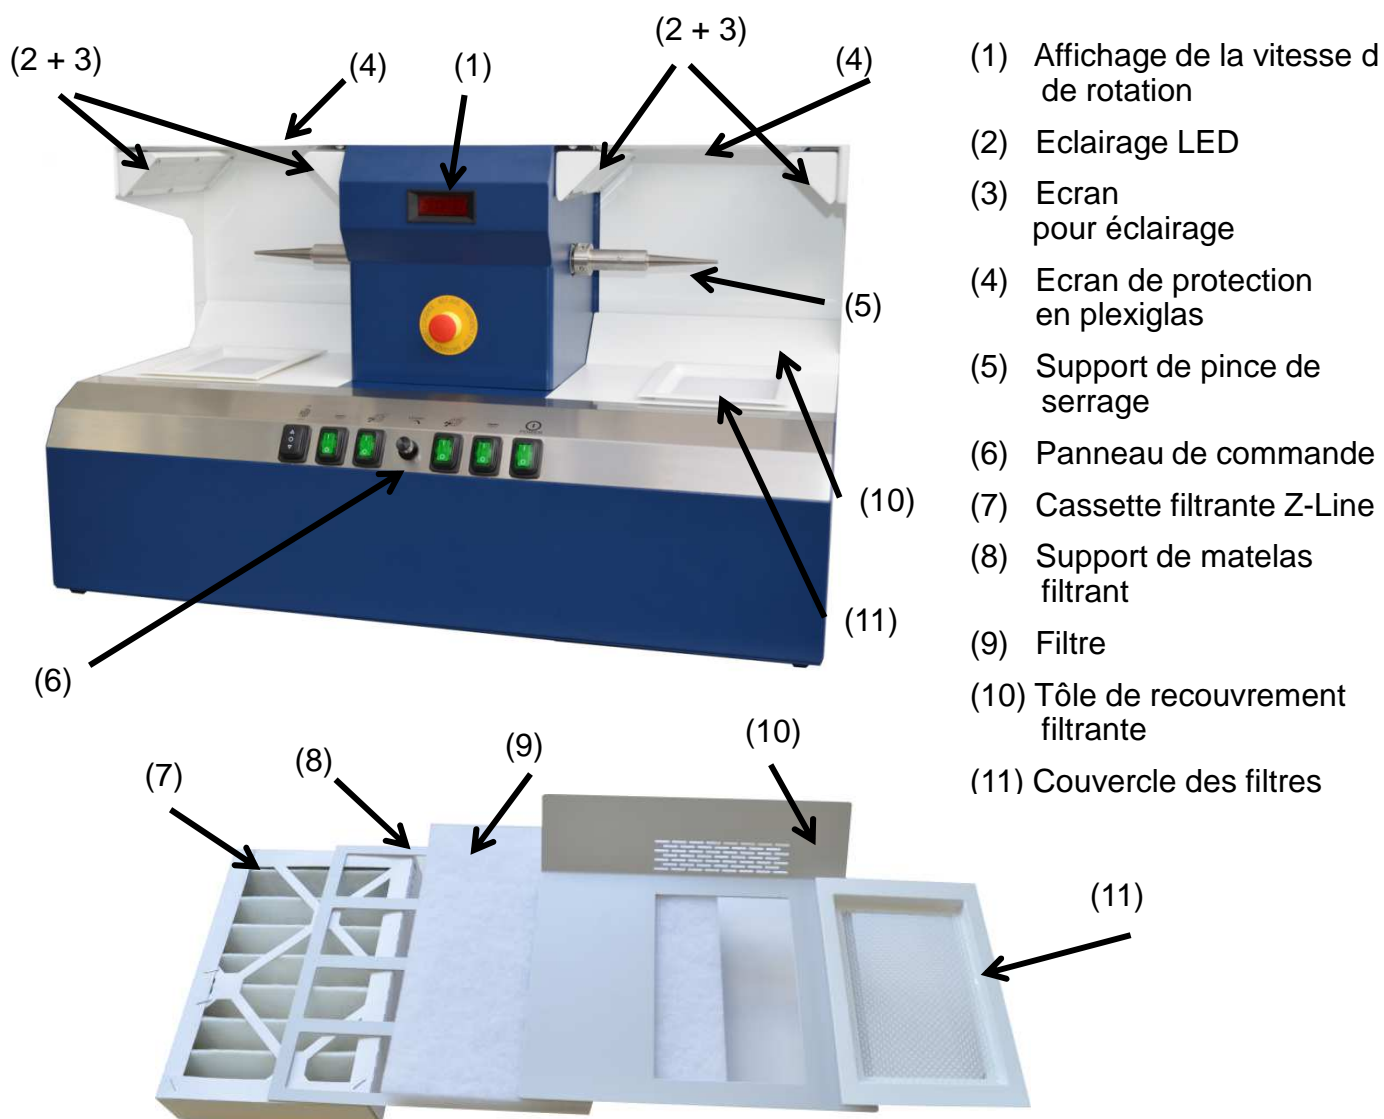 (2 + 3)
(4)
(1)
(2 + 3)
(4)
(5)
(10)
(11)
(6)
(7)
(8)
(9)
(10)
(11)
(1) Affichage de la vitesse d
de rotation
(2) Eclairage LED
(3) Ecran
pour éclairage
(4) Ecran de protection
en plexiglas
(5) Support de pince de
serrage
(6) Panneau de commande
(7) Cassette filtrante Z-Line
(8) Support de matelas
filtrant
(9) Filtre
(10) Tôle de recouvrement
filtrante
(11) Couvercle des filtres